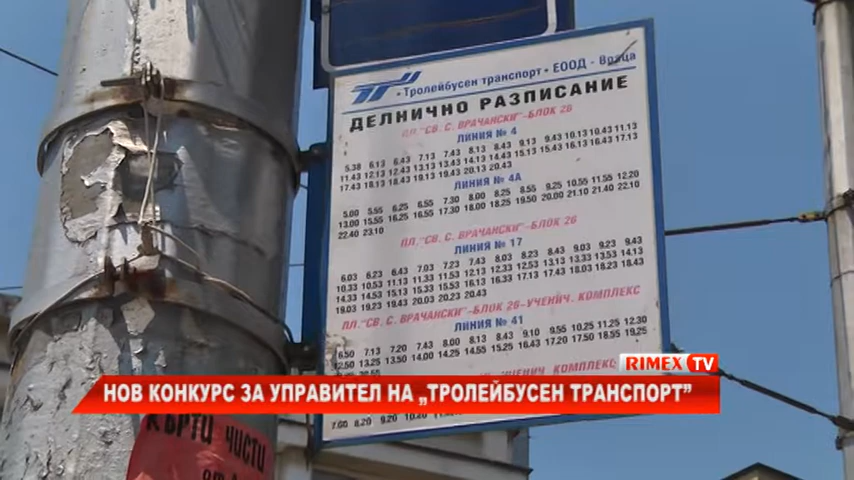 -Тролейбусен транспорт - ЕООД - Враца
ДЕЛНИЧНО РАЗПИСАНИЕ
ПЛ. "СВ. С. ВРАЧАНСКИ"-БЛОК 26
ЛИНИЯ № 4
5.38 6.13 6.43 7.13 7.43 8.13 8.43 9.13 9.43 10.13 10.43 11.13
11.43 12.13 12.43 13.13 13.43 14.13 14.43 15.13 15.43 16.13 17.13
17.43 18.13 18.43 19.13 19.43 20.13 20.43
ЛИНИЯ № 4А
5.00 5.55 6.25 6.55 7.30 8.00 8.25 8.55 9.25 10.55 11.55 12.20
13.00 15.55 16.25 16.55 17.30 18.00 18.25 19.50 20.00 21.10 21.40 22.10
22.40 23.10
ПЛ. "СВ. С. ВРАЧАНСКИ"-БЛОК 26
ЛИНИЯ № 17
6.03 6.23 6.43 7.03 7.23 7.43 8.03 8.23 8.43 9.03 9.23 9.43
10.33 10.53 11.13 11.33 11.53 12.13 12.33 12.53 13.13 13.33 13.53 14.13
14.33 14.53 15.13 15.33 15.53 16.13 16.33 17.13 17.43 18.03 18.23 18.43
19.03 19.23 19.43 20.03 20.23 20.43
ПЛ. "СВ. С. ВРАЧАНСКИ"-БЛОК 26-УЧЕНИЧ. КОМПЛЕКС
ЛИНИЯ № 41
6.50 7.13 7.20 7.43 8.00 8.13 8.43 9.10 9.55 10.25 11.25 12.30
12.50 13.25 13.50 14.00 14.25 14.55 15.25 16.43 16.20 17.50 18.55 19.25
RIMEX TV
НОВ КОНКУРС ЗА УПРАВИТЕЛ НА „ТРОЛЕЙБУСЕН ТРАНСПОРТ”
КЪРТИ ЧИСТИ